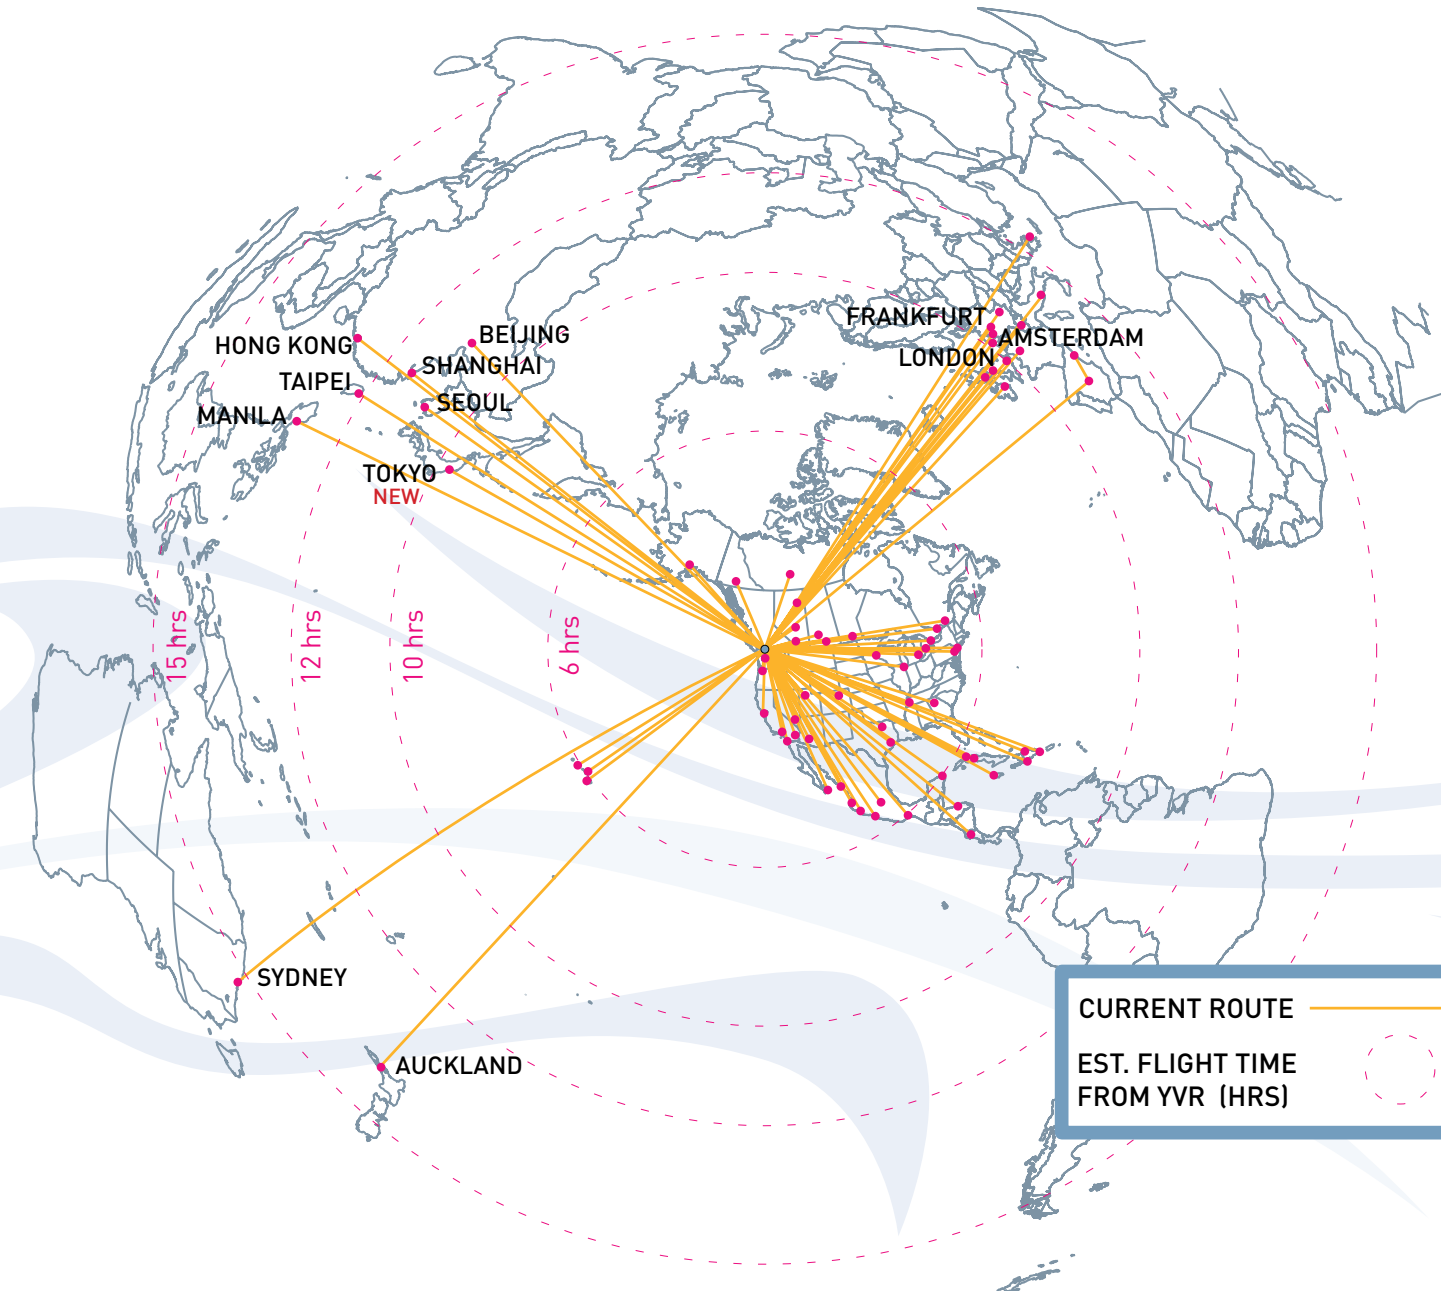 FRANKFURT
AMSTERDAM
LONDON
BEIJING
HONG KONG
SHANGHAI
TAIPEI
SEOUL
MANILA
TOKYO
NEW
15 hrs
12 hrs
10 hrs
6 hrs
SYDNEY
AUCKLAND
CURRENT ROUTE
EST. FLIGHT TIME
FROM YVR (HRS)